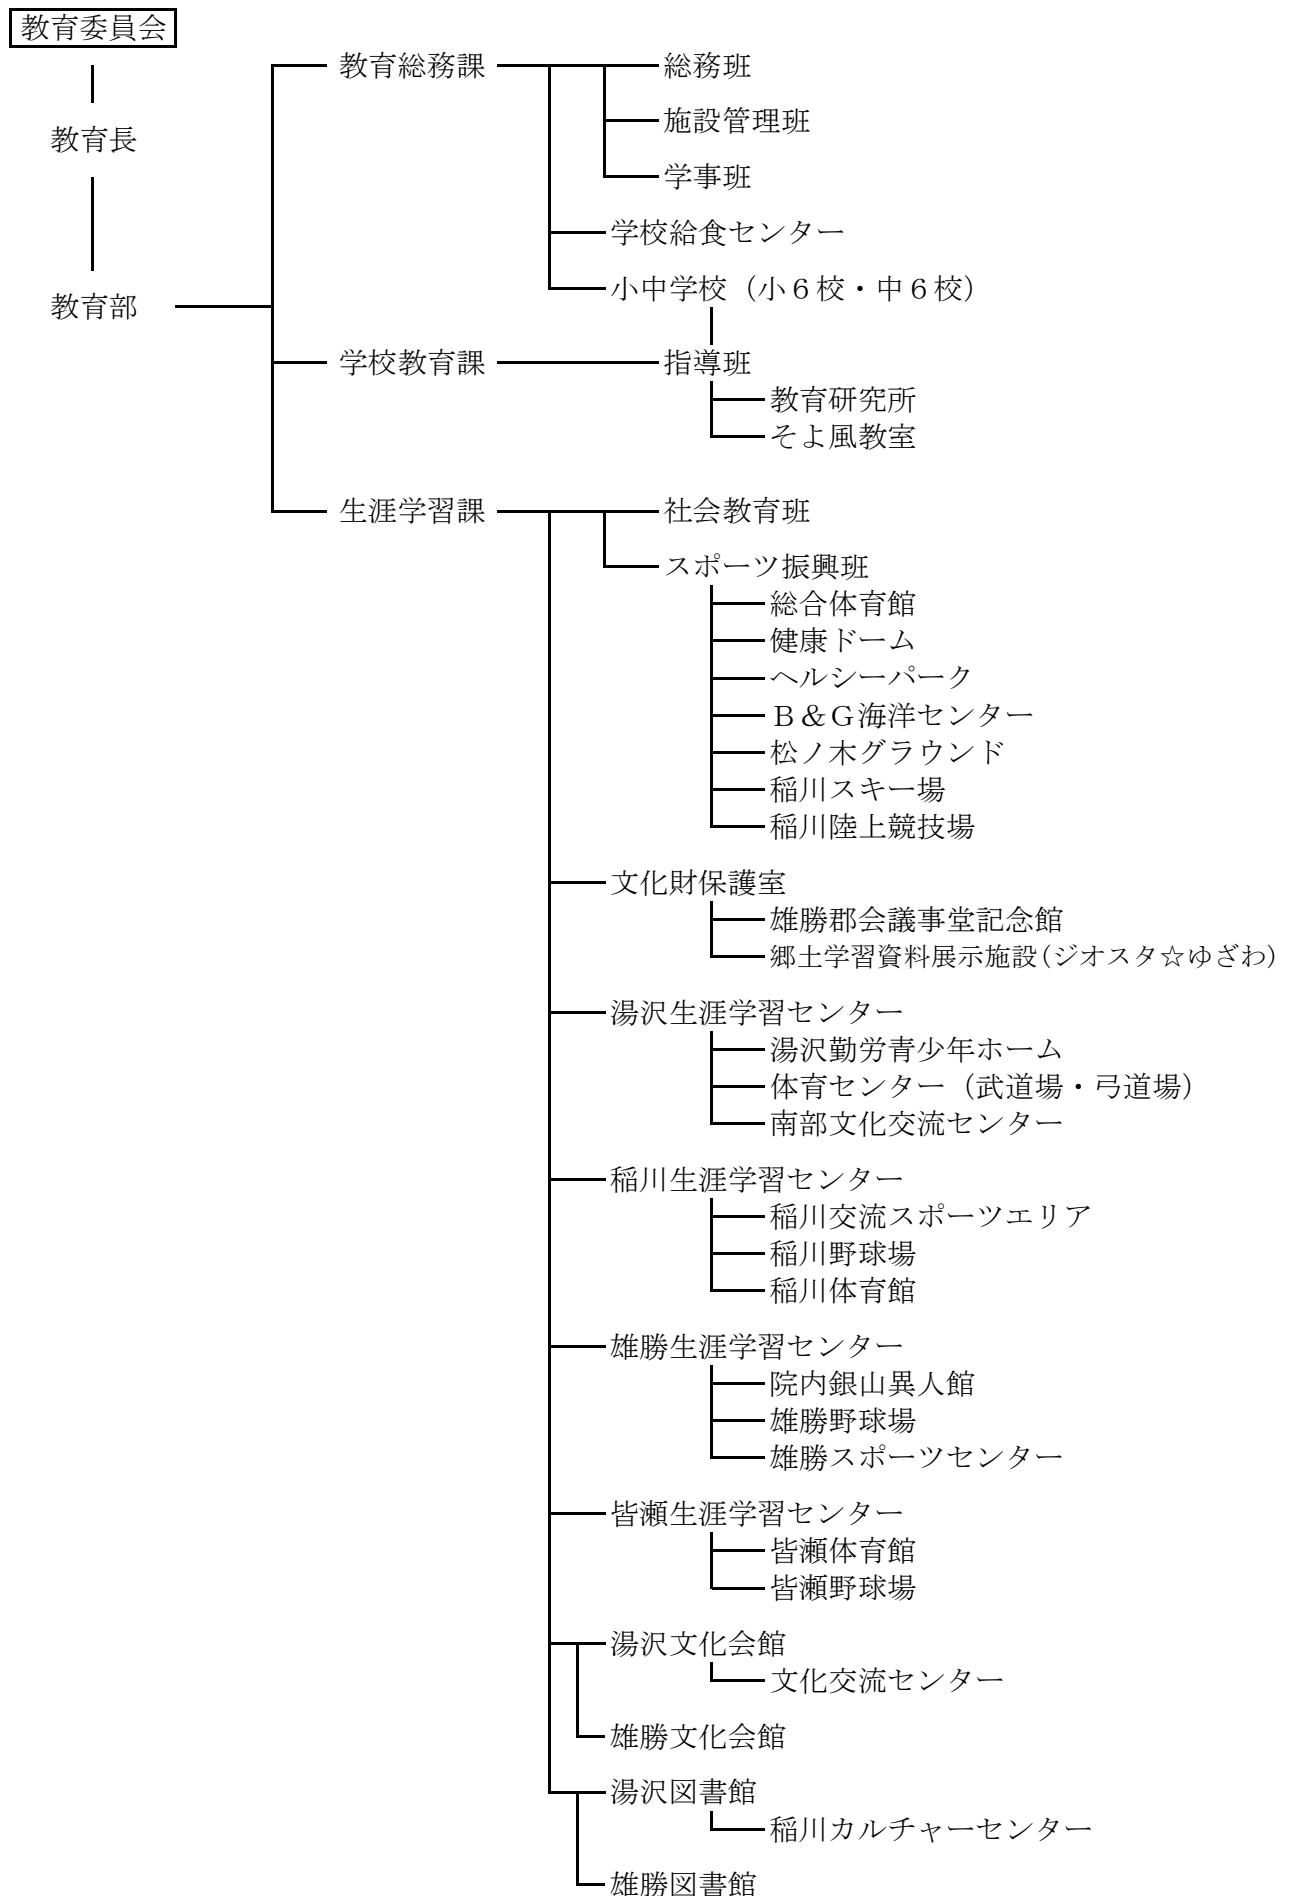 教育委員会
教育長
教育部
教育総務課
総務班
施設管理班
学事班
学校給食センター
小中学校（小６校・中６校）
学校教育課
指導班
教育研究所
そよ風教室
生涯学習課
社会教育班
スポーツ振興班
総合体育館
健康ドーム
ヘルシーパーク
Ｂ＆Ｇ海洋センター
松ノ木グラウンド
稲川スキー場
稲川陸上競技場
文化財保護室
雄勝郡会議事堂記念館
郷土学習資料展示施設(ジオスタ☆ゆざわ)
湯沢生涯学習センター
湯沢勤労青少年ホーム
体育センター（武道場・弓道場）
南部文化交流センター
稲川生涯学習センター
稲川交流スポーツエリア
稲川野球場
稲川体育館
雄勝生涯学習センター
院内銀山異人館
雄勝野球場
雄勝スポーツセンター
皆瀬生涯学習センター
皆瀬体育館
皆瀬野球場
湯沢文化会館
文化交流センター
雄勝文化会館
湯沢図書館
稲川カルチャーセンター
雄勝図書館